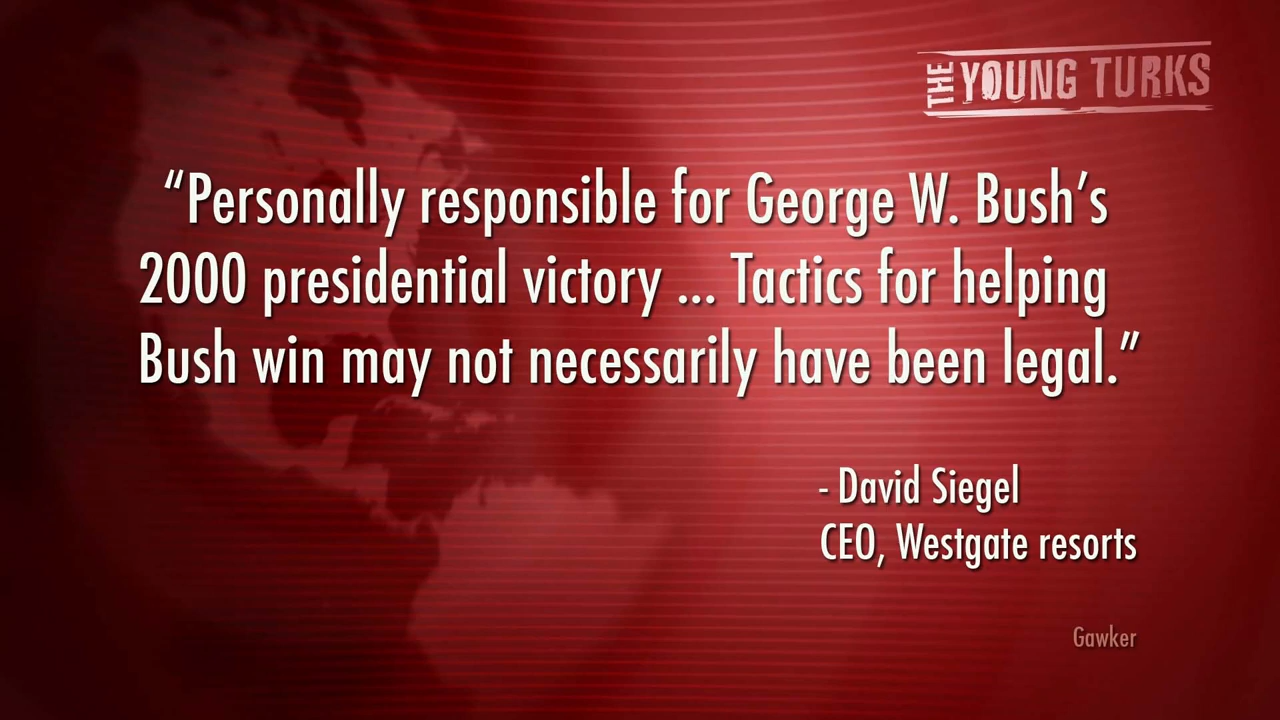 THE YOUNG TURKS
“Personally responsible for George W. Bush’s
2000 presidential victory ... Tactics for helping
Bush win may not necessarily have been legal.”
- David Siegel
CEO, Westgate resorts
Gawker